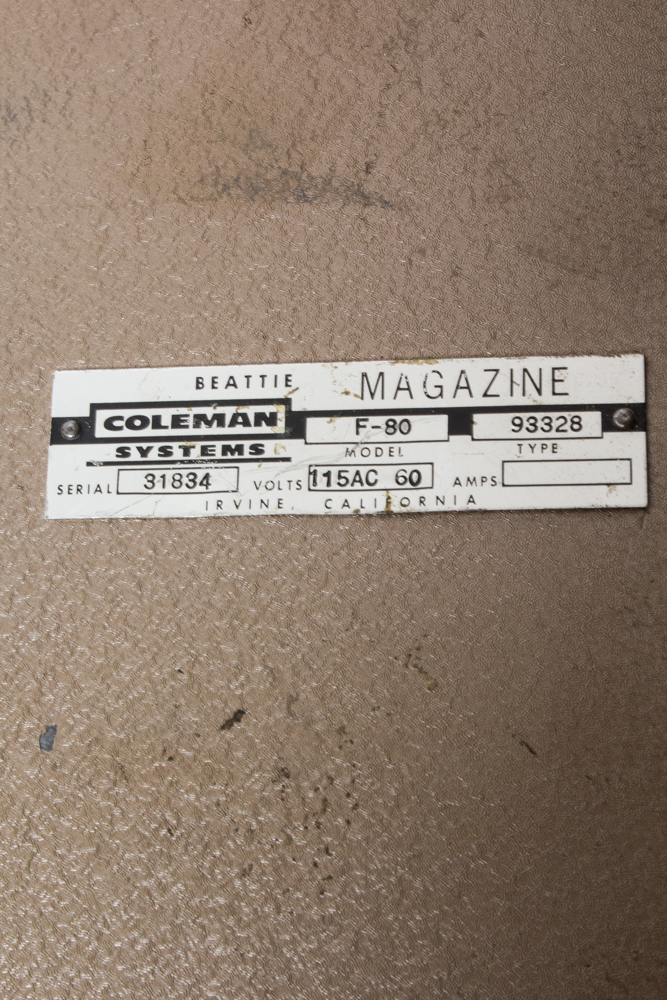 BEATTIE MAGAZINE
COLEMAN F-80 93328
SYSTEMS MODEL TYPE
SERIAL 31834 VOLTS 115AC 60 AMPS
IRVINE, CALIFORNIA